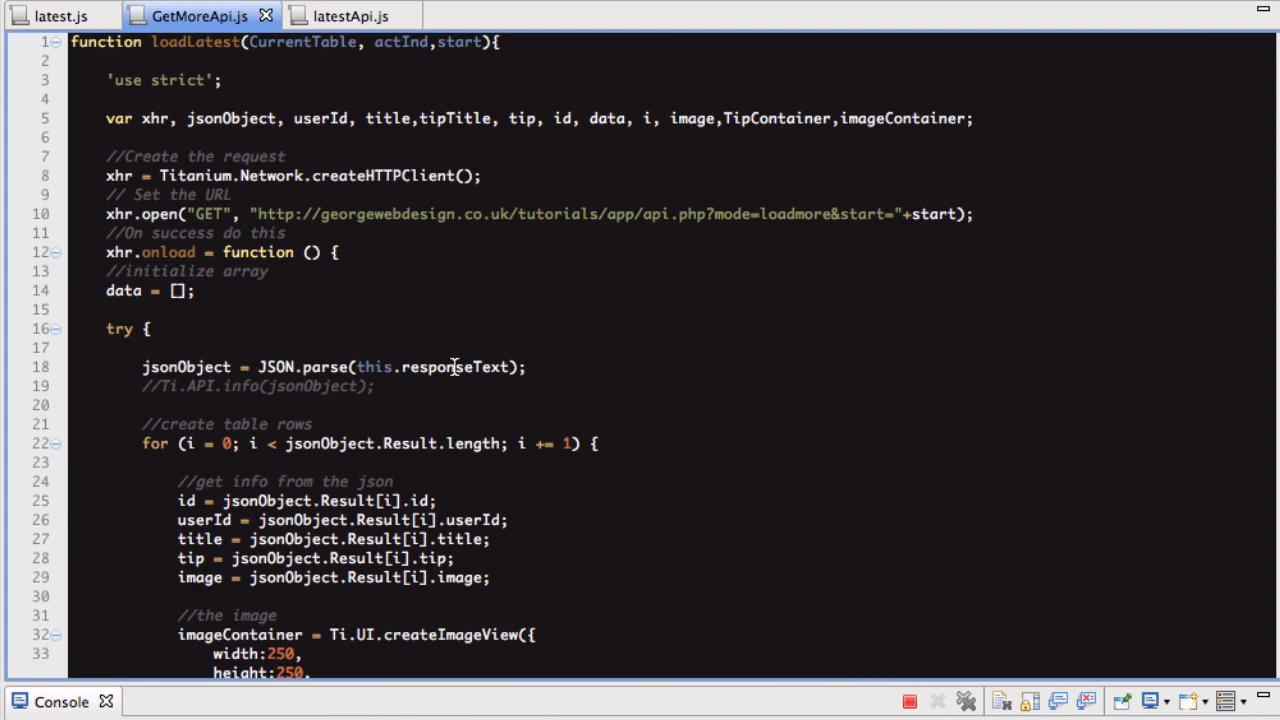 latest.js GetMoreApi.js latestApi.js
1 function loadLatest(CurrentTable, actInd,start){
2
3 'use strict';
4
5 var xhr, jsonObject, userId, title,tipTitle, tip, id, data, i, image,TipContainer,imageContainer;
6
7 //Create the request
8 xhr = Titanium.Network.createHTTPClient();
9 // Set the URL
10 xhr.open("GET", "http://georgewebdesign.co.uk/tutorials/app/api.php?mode=loadmore&start="+start);
11 //On success do this
12 xhr.onload = function () {
13 //initialize array
14 data = [];
15
16 try {
17
18 jsonObject = JSON.parse(this.responseText);
19 //Ti.API.info(jsonObject);
20
21 //create table rows
22 for (i = 0; i < jsonObject.Result.length; i += 1) {
23
24 //get info from the json
25 id = jsonObject.Result[i].id;
26 userId = jsonObject.Result[i].userId;
27 title = jsonObject.Result[i].title;
28 tip = jsonObject.Result[i].tip;
29 image = jsonObject.Result[i].image;
30
31 //the image
32 imageContainer = Ti.UI.createImageView({
33 width:250,
height:250,
Console